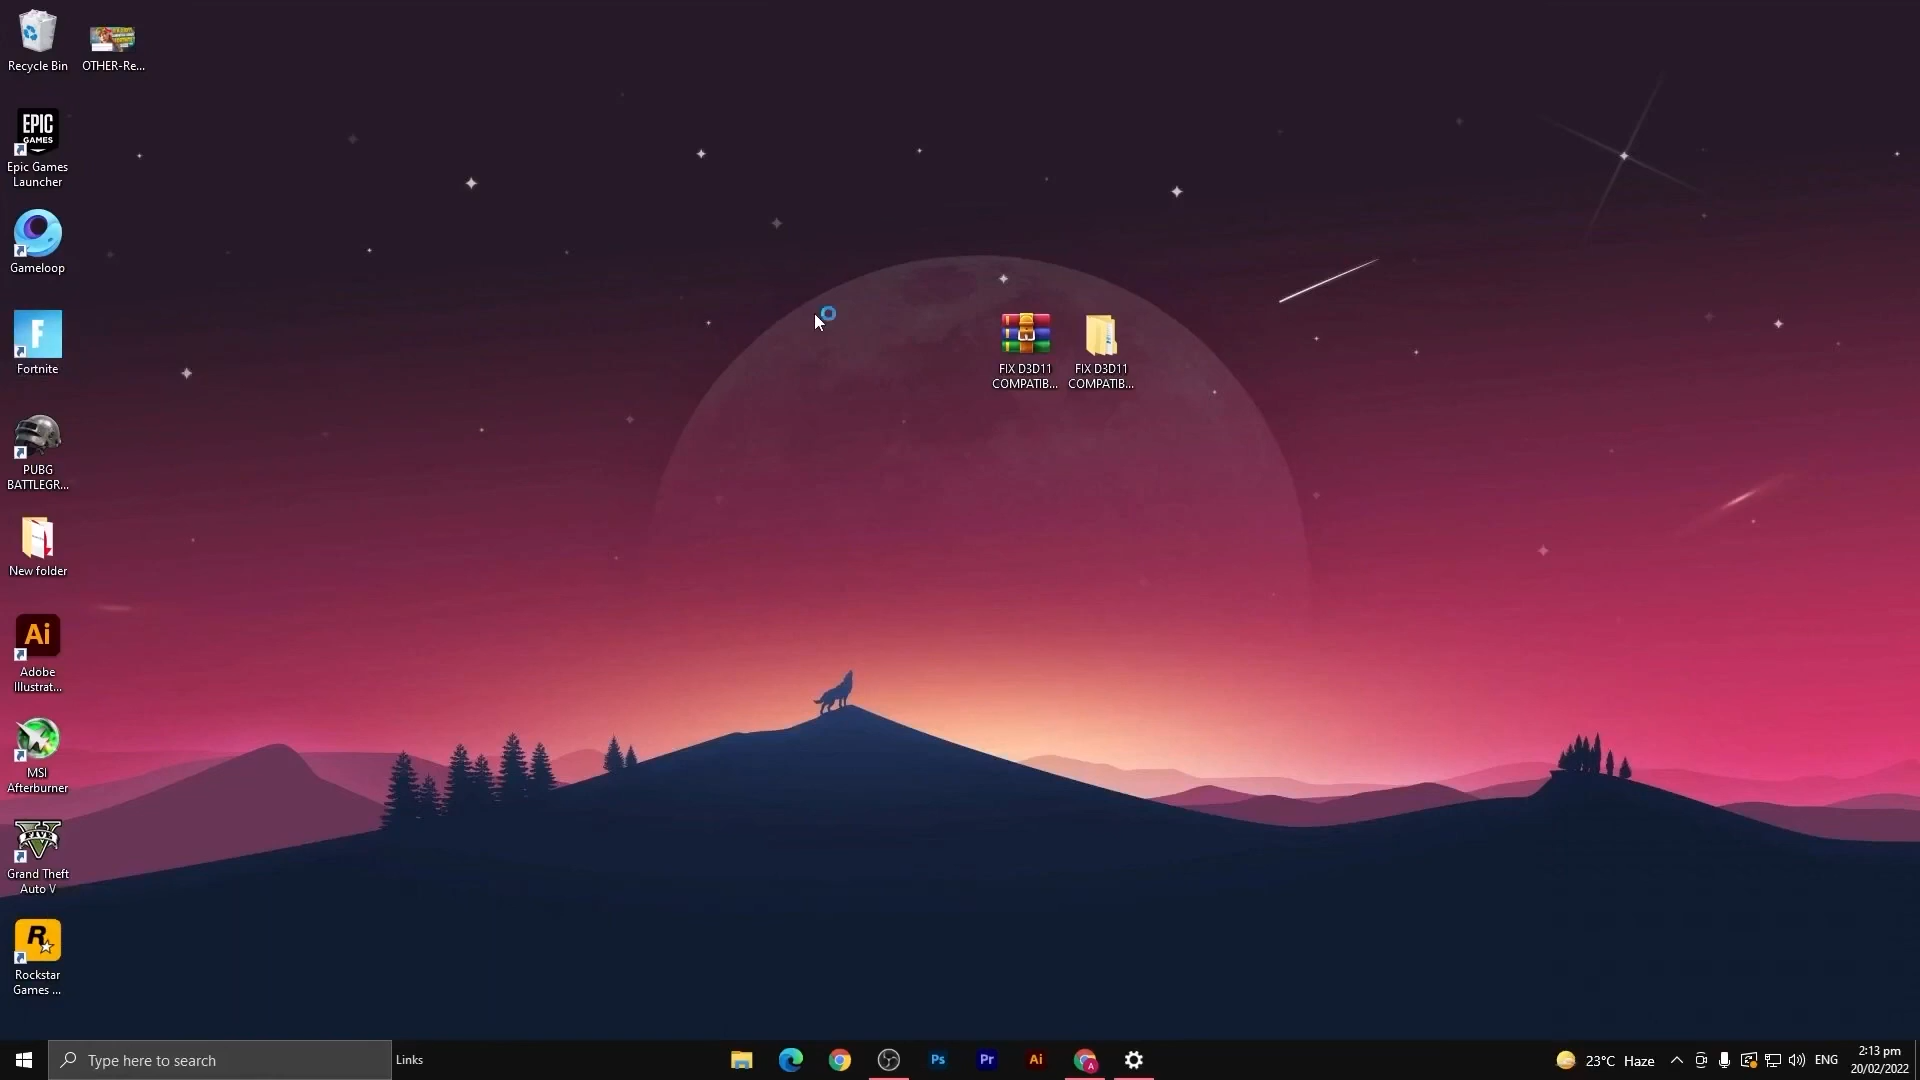 Recycle Bin
OTHER-Re...
EPIC
GAMES
Epic Games
Launcher
Gameloop
F
Fortnite
PUBG
BATTLEGR...
New folder
Ai
Adobe
Illustrat...
MSI
Afterburner
V
FIVE
Grand Theft
Auto V
R
Rockstar
Games ...
FIX D3D11
COMPATIB...
FIX D3D11
COMPATIB...
Type here to search
Links
Ps
Pr
Ai
A
23°C Haze
ENG
2:13 pm
20/02/2022